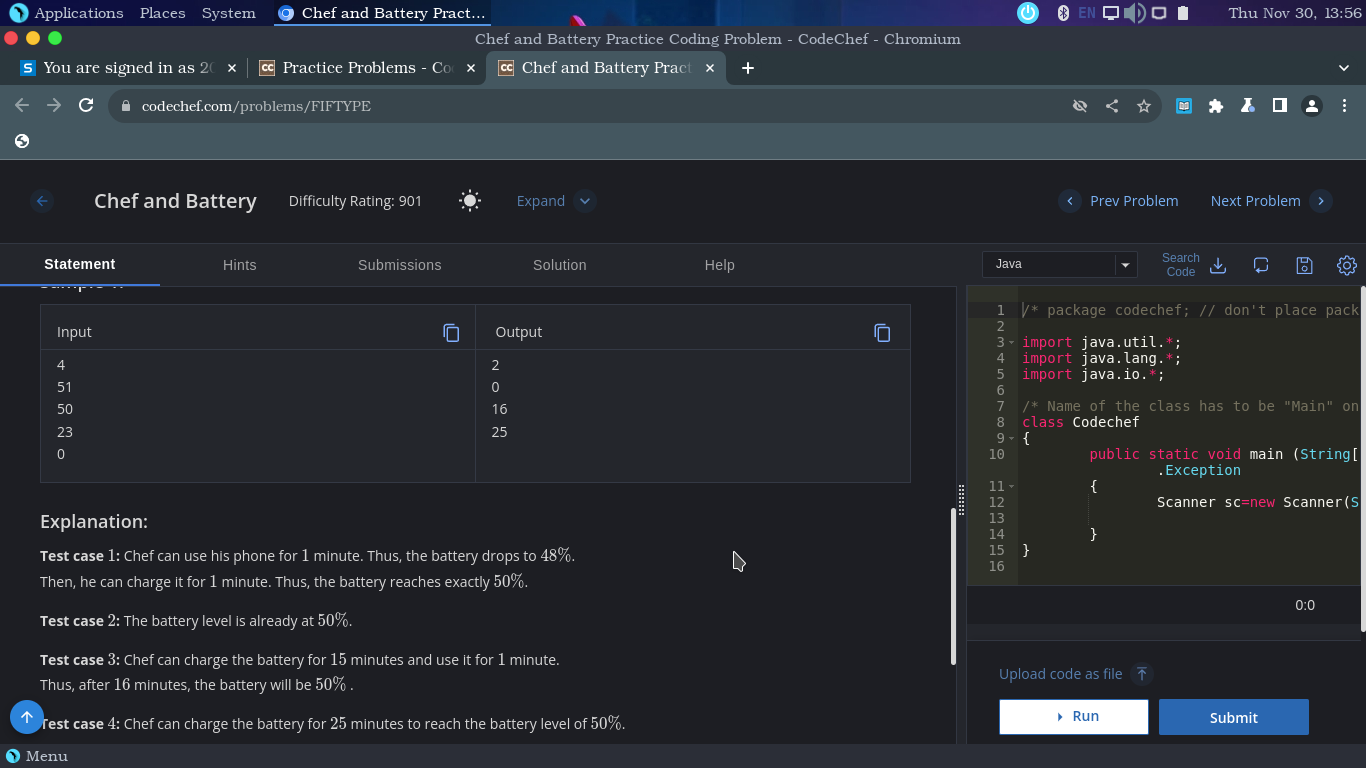 Applications Places System Chef and Battery Pract... EN Thu Nov 30, 13:56
Chef and Battery Practice Coding Problem - CodeChef - Chromium
You are signed in as 20 Practice Problems - Co Chef and Battery Pract
codechef.com/problems/FIFTYPE
Chef and Battery Difficulty Rating: 901 Expand Prev Problem Next Problem
Statement Hints Submissions Solution Help Java Search Code
Input Output
4 2
51 0
50 16
23 25
0
Explanation:
Test case 1: Chef can use his phone for 1 minute. Thus, the battery drops to 48%.
Then, he can charge it for 1 minute. Thus, the battery reaches exactly 50%.
Test case 2: The battery level is already at 50%.
Test case 3: Chef can charge the battery for 15 minutes and use it for 1 minute.
Thus, after 16 minutes, the battery will be 50% .
Test case 4: Chef can charge the battery for 25 minutes to reach the battery level of 50%.
1 /* package codechef; // don't place pack
2
3 import java.util.*;
4 import java.lang.*;
5 import java.io.*;
6
7 /* Name of the class has to be "Main" on
8 class Codechef
9 {
10 public static void main (String[
.Exception
11 {
12 Scanner sc=new Scanner(S
13
14 }
15 }
16
0:0
Upload code as file
Run Submit
Menu